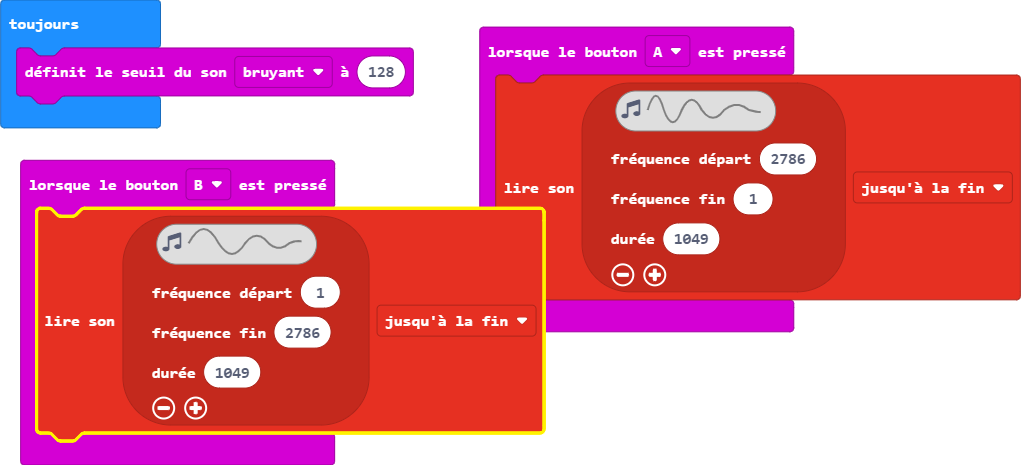 toujours
définit le seuil du son bruyant à 128
lorsque le bouton A est pressé
fréquence départ 2786
lire son
fréquence fin 1
jusqu'à la fin
durée 1049
lorsque le bouton B est pressé
fréquence départ 1
lire son
fréquence fin 2786
jusqu'à la fin
durée 1049